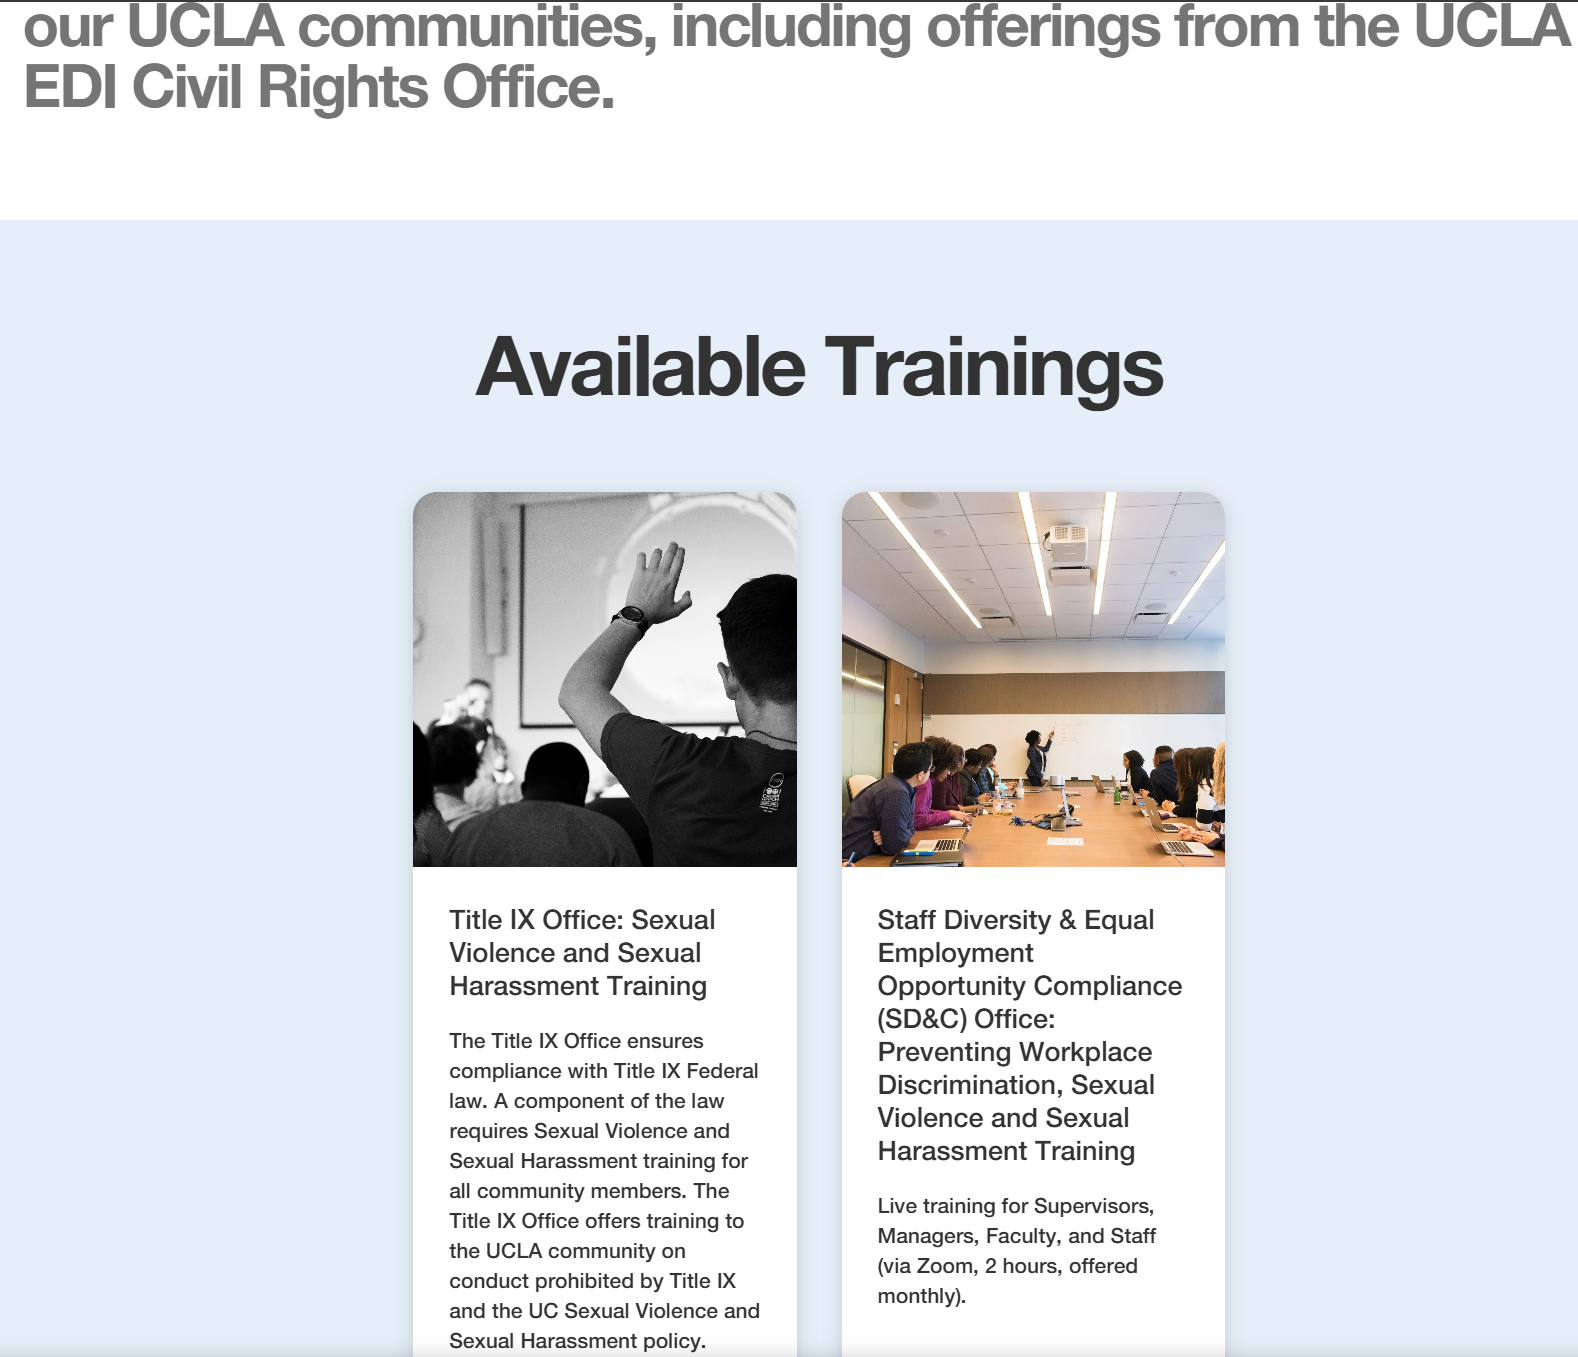 our UCLA communities, including offerings from the UCLA
EDI Civil Rights Office.
Available Trainings
Title IX Office: Sexual
Violence and Sexual
Harassment Training
The Title IX Office ensures
compliance with Title IX Federal
law. A component of the law
requires Sexual Violence and
Sexual Harassment training for
all community members. The
Title IX Office offers training to
the UCLA community on
conduct prohibited by Title IX
and the UC Sexual Violence and
Sexual Harassment policy.
Staff Diversity & Equal
Employment
Opportunity Compliance
(SD&C) Office:
Preventing Workplace
Discrimination, Sexual
Violence and Sexual
Harassment Training
Live training for Supervisors,
Managers, Faculty, and Staff
(via Zoom, 2 hours, offered
monthly).